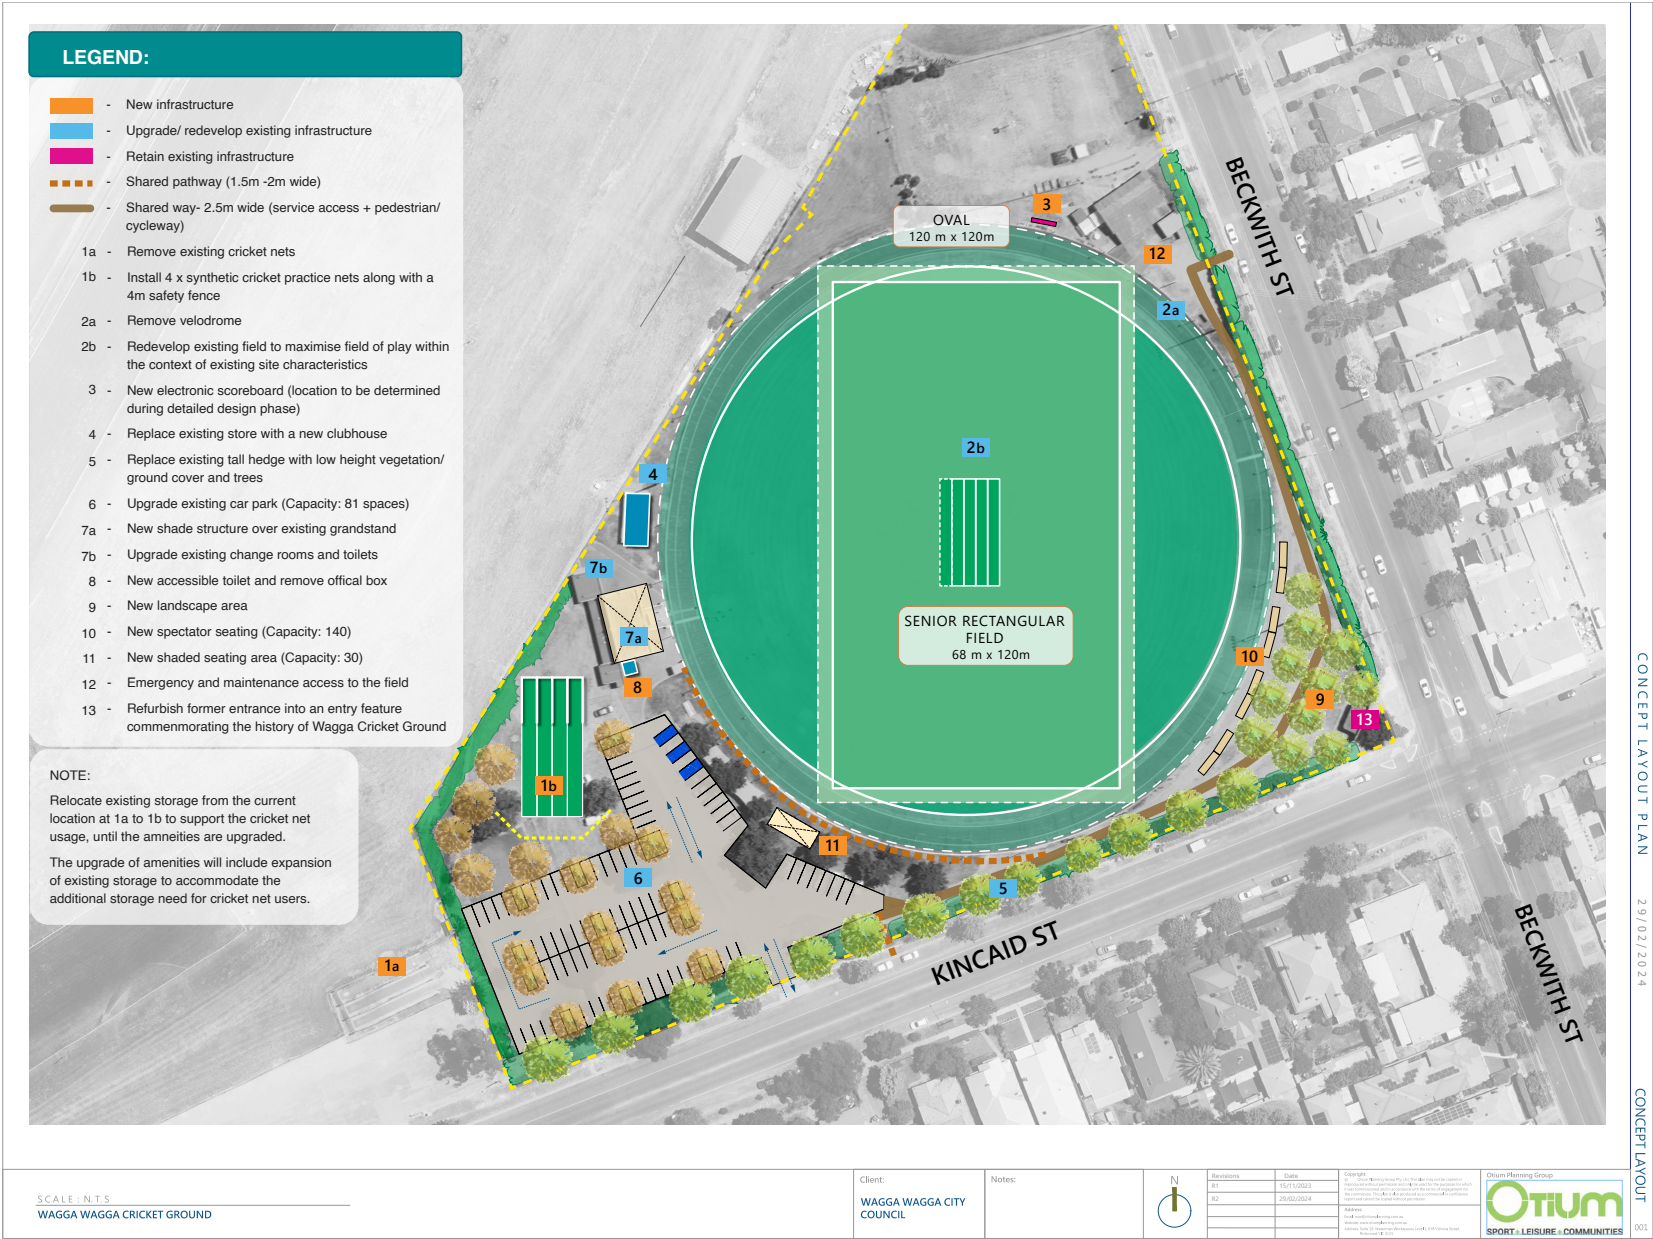 LEGEND:
- New infrastructure
- Upgrade/ redevelop existing infrastructure
- Retain existing infrastructure
- Shared pathway (1.5m -2m wide)
- Shared way- 2.5m wide (service access + pedestrian/
cycleway)
1a - Remove existing cricket nets
1b - Install 4 x synthetic cricket practice nets along with a
4m safety fence
2a - Remove velodrome
2b - Redevelop existing field to maximise field of play within
the context of existing site characteristics
3 - New electronic scoreboard (location to be determined
during detailed design phase)
4 - Replace existing store with a new clubhouse
5 - Replace existing tall hedge with low height vegetation/
ground cover and trees
6 - Upgrade existing car park (Capacity: 81 spaces)
7a - New shade structure over existing grandstand
7b - Upgrade existing change rooms and toilets
8 - New accessible toilet and remove offical box
9 - New landscape area
10 - New spectator seating (Capacity: 140)
11 - New shaded seating area (Capacity: 30)
12 - Emergency and maintenance access to the field
13 - Refurbish former entrance into an entry feature
commenmorating the history of Wagga Cricket Ground
NOTE:
Relocate existing storage from the current
location at 1a to 1b to support the cricket net
usage, until the amneities are upgraded.
The upgrade of amenities will include expansion
of existing storage to accommodate the
additional storage need for cricket net users.
3
OVAL
120 m x 120m
12
2a
BECKWITH ST
2b
4
7b
7a
8
SENIOR RECTANGULAR
FIELD
68 m x 120m
10
9
13
1b
11
6
5
1a
KINCAID ST
BECKWITH ST
CONCEPT LAYOUT PLAN
29/02/2024
CONCEPT LAYOUT
001
SCALE : N.T.S
WAGGA WAGGA CRICKET GROUND
Client:
WAGGA WAGGA CITY
COUNCIL
Notes:
N
Revisions Date
R1 15/11/2023
R2 29/02/2024
Copyright
Address
Otium Planning Group
OTIUM
SPORT+LEISURE+COMMUNITIES